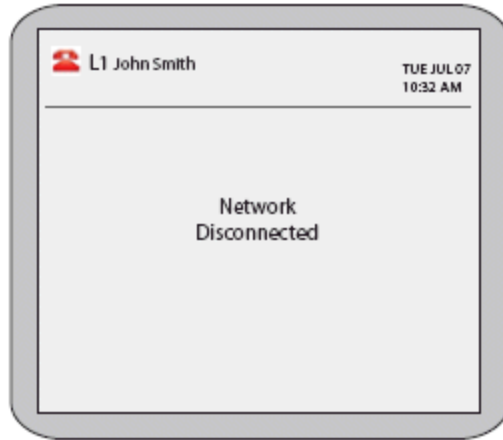 L1 John Smith
TUE JUL 07
10:32 AM
Network
Disconnected